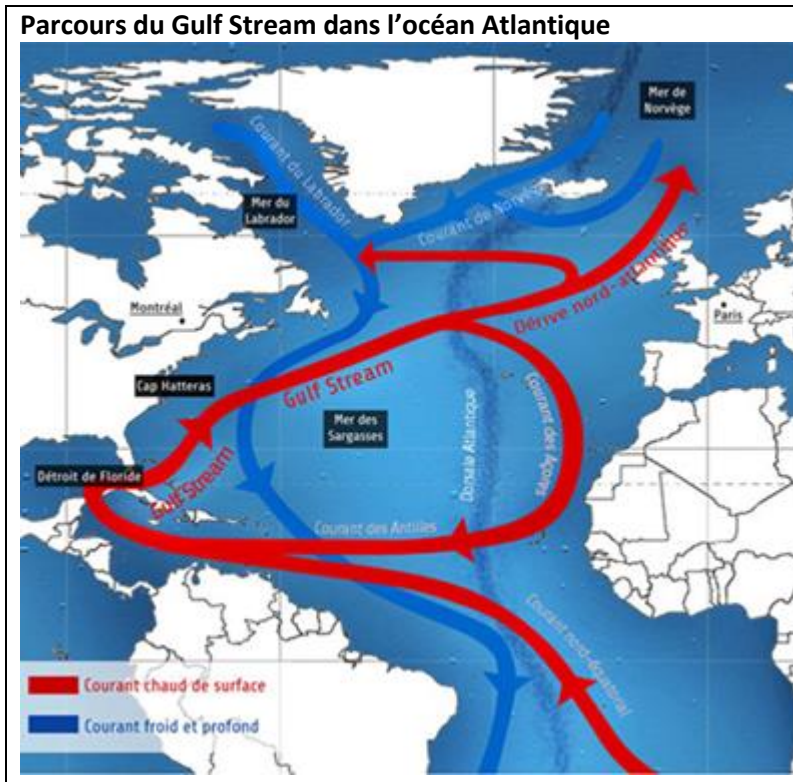 Parcours du Gulf Stream dans l’océan Atlantique
Mer de
Norvège
Courant du Labrador
Mer du
Labrador
Courant de Norvège
Montréal
Dérive nord-atlantique
Paris
Cap Hatteras
Gulf Stream
Mer des
Sargasses
Dorsale Atlantique
Courant des Açores
Détroit de Floride
Gulf Stream
Courant des Antilles
Courant nord-équatorial
Courant chaud de surface
Courant froid et profond